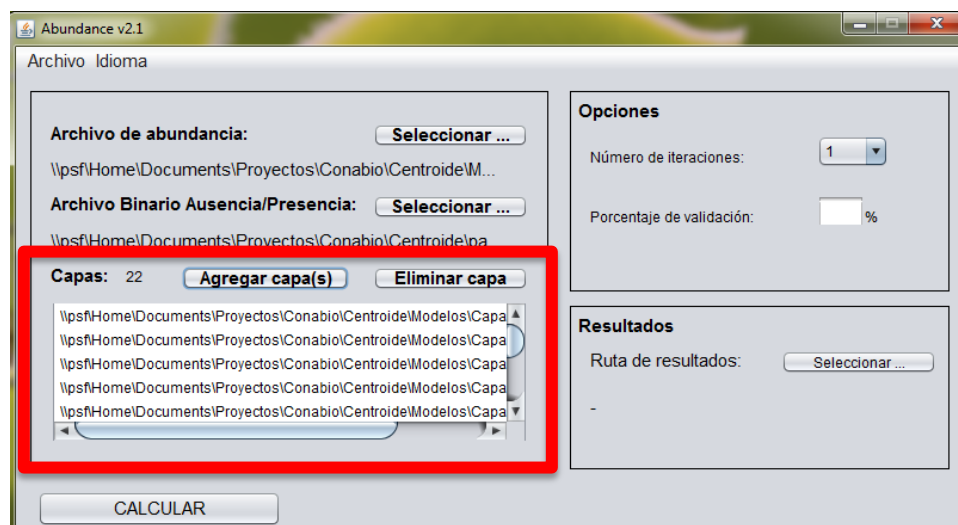 Abundance v2.1
Archivo Idioma
Archivo de abundancia: Seleccionar ...
\\psf\Home\Documents\Proyectos\Conabio\Centroide\M...
Archivo Binario Ausencia/Presencia: Seleccionar ...
\\psf\Home\Documents\Proyectos\Conabio\Centroide\pa
Capas: 22 Agregar capa(s) Eliminar capa
\\psf\Home\Documents\Proyectos\Conabio\Centroide\Modelos\Capa
\\psf\Home\Documents\Proyectos\Conabio\Centroide\Modelos\Capa
\\psf\Home\Documents\Proyectos\Conabio\Centroide\Modelos\Capa
\\psf\Home\Documents\Proyectos\Conabio\Centroide\Modelos\Capa
\\psf\Home\Documents\Proyectos\Conabio\Centroide\Modelos\Capa
CALCULAR
Opciones
Número de iteraciones: 1
Porcentaje de validación: %
Resultados
Ruta de resultados: Seleccionar ...
-